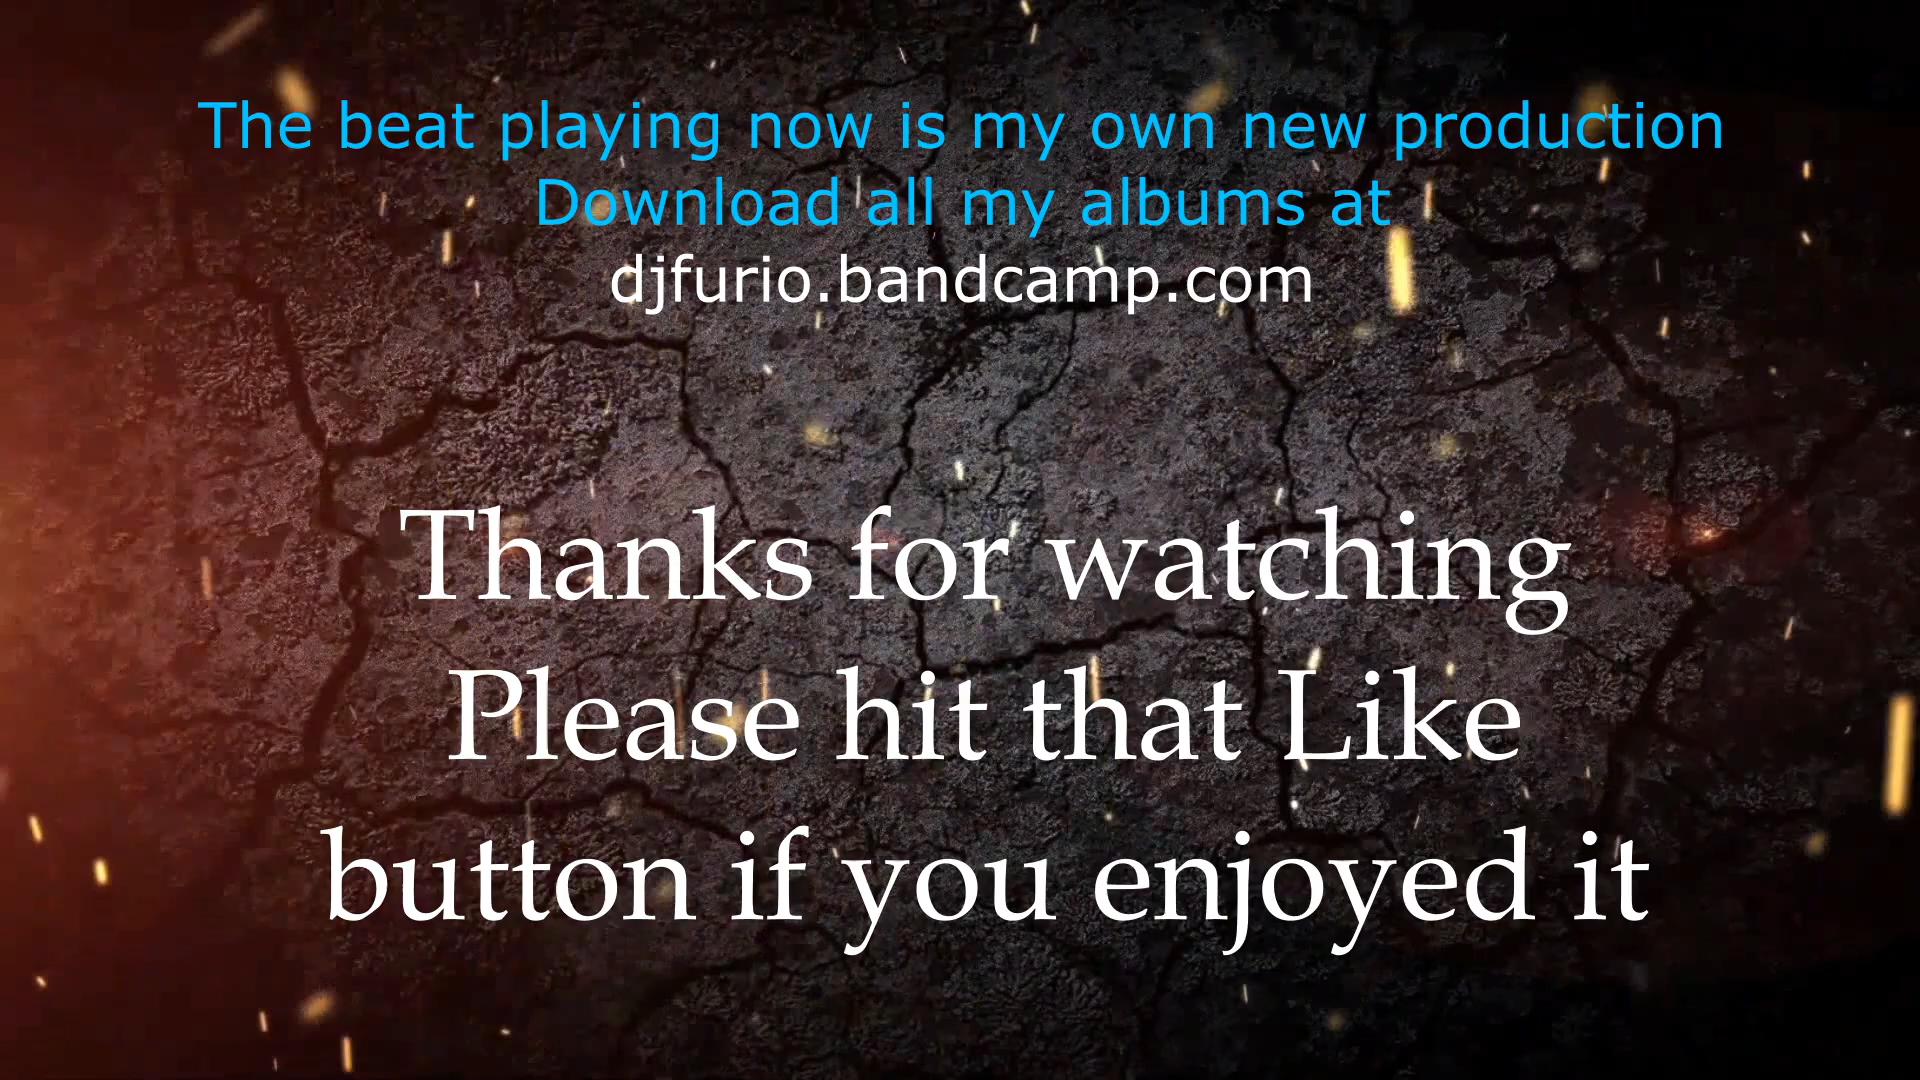 The beat playing now is my own new production
Download all my albums at
djfurio.bandcamp.com
Thanks for watching
Please hit that Like
button if you enjoyed it